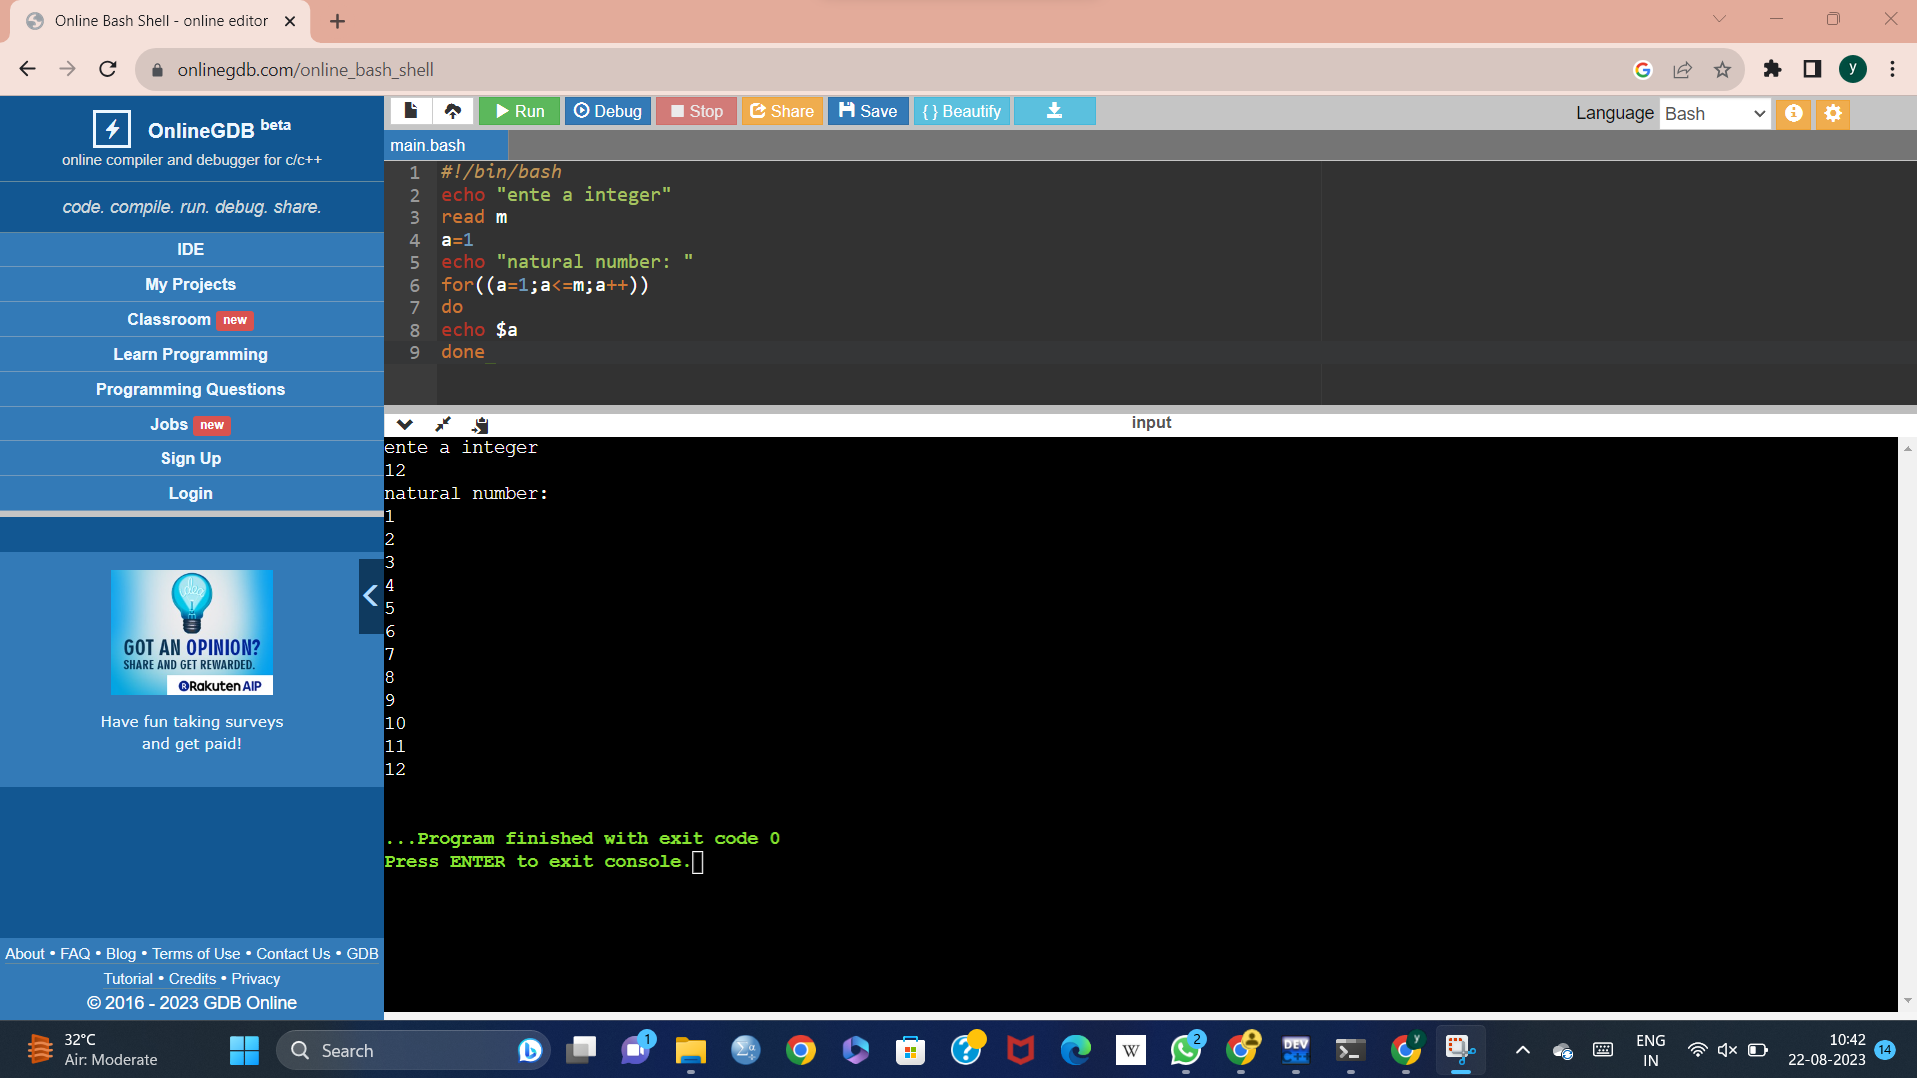 Online Bash Shell - online editor
onlinegdb.com/online_bash_shell
y
OnlineGDB beta
online compiler and debugger for c/c++
code. compile. run. debug. share.
IDE
My Projects
Classroom new
Learn Programming
Programming Questions
Jobs new
Sign Up
Login
idea
GOT AN OPINION?
SHARE AND GET REWARDED.
Rakuten AIP
Have fun taking surveys
and get paid!
About • FAQ • Blog • Terms of Use • Contact Us • GDB
Tutorial • Credits • Privacy
© 2016 - 2023 GDB Online
Run Debug Stop Share Save { } Beautify
Language Bash
main.bash
1 #!/bin/bash
2 echo "ente a integer"
3 read m
4 a=1
5 echo "natural number: "
6 for((a=1;a<=m;a++))
7 do
8 echo $a
9 done
input
ente a integer
12
natural number:
1
2
3
4
5
6
7
8
9
10
11
12
...Program finished with exit code 0
Press ENTER to exit console.
32°C
Air: Moderate
Search
1
W
2
DEV
C++
y
ENG
IN
10:42
22-08-2023
14